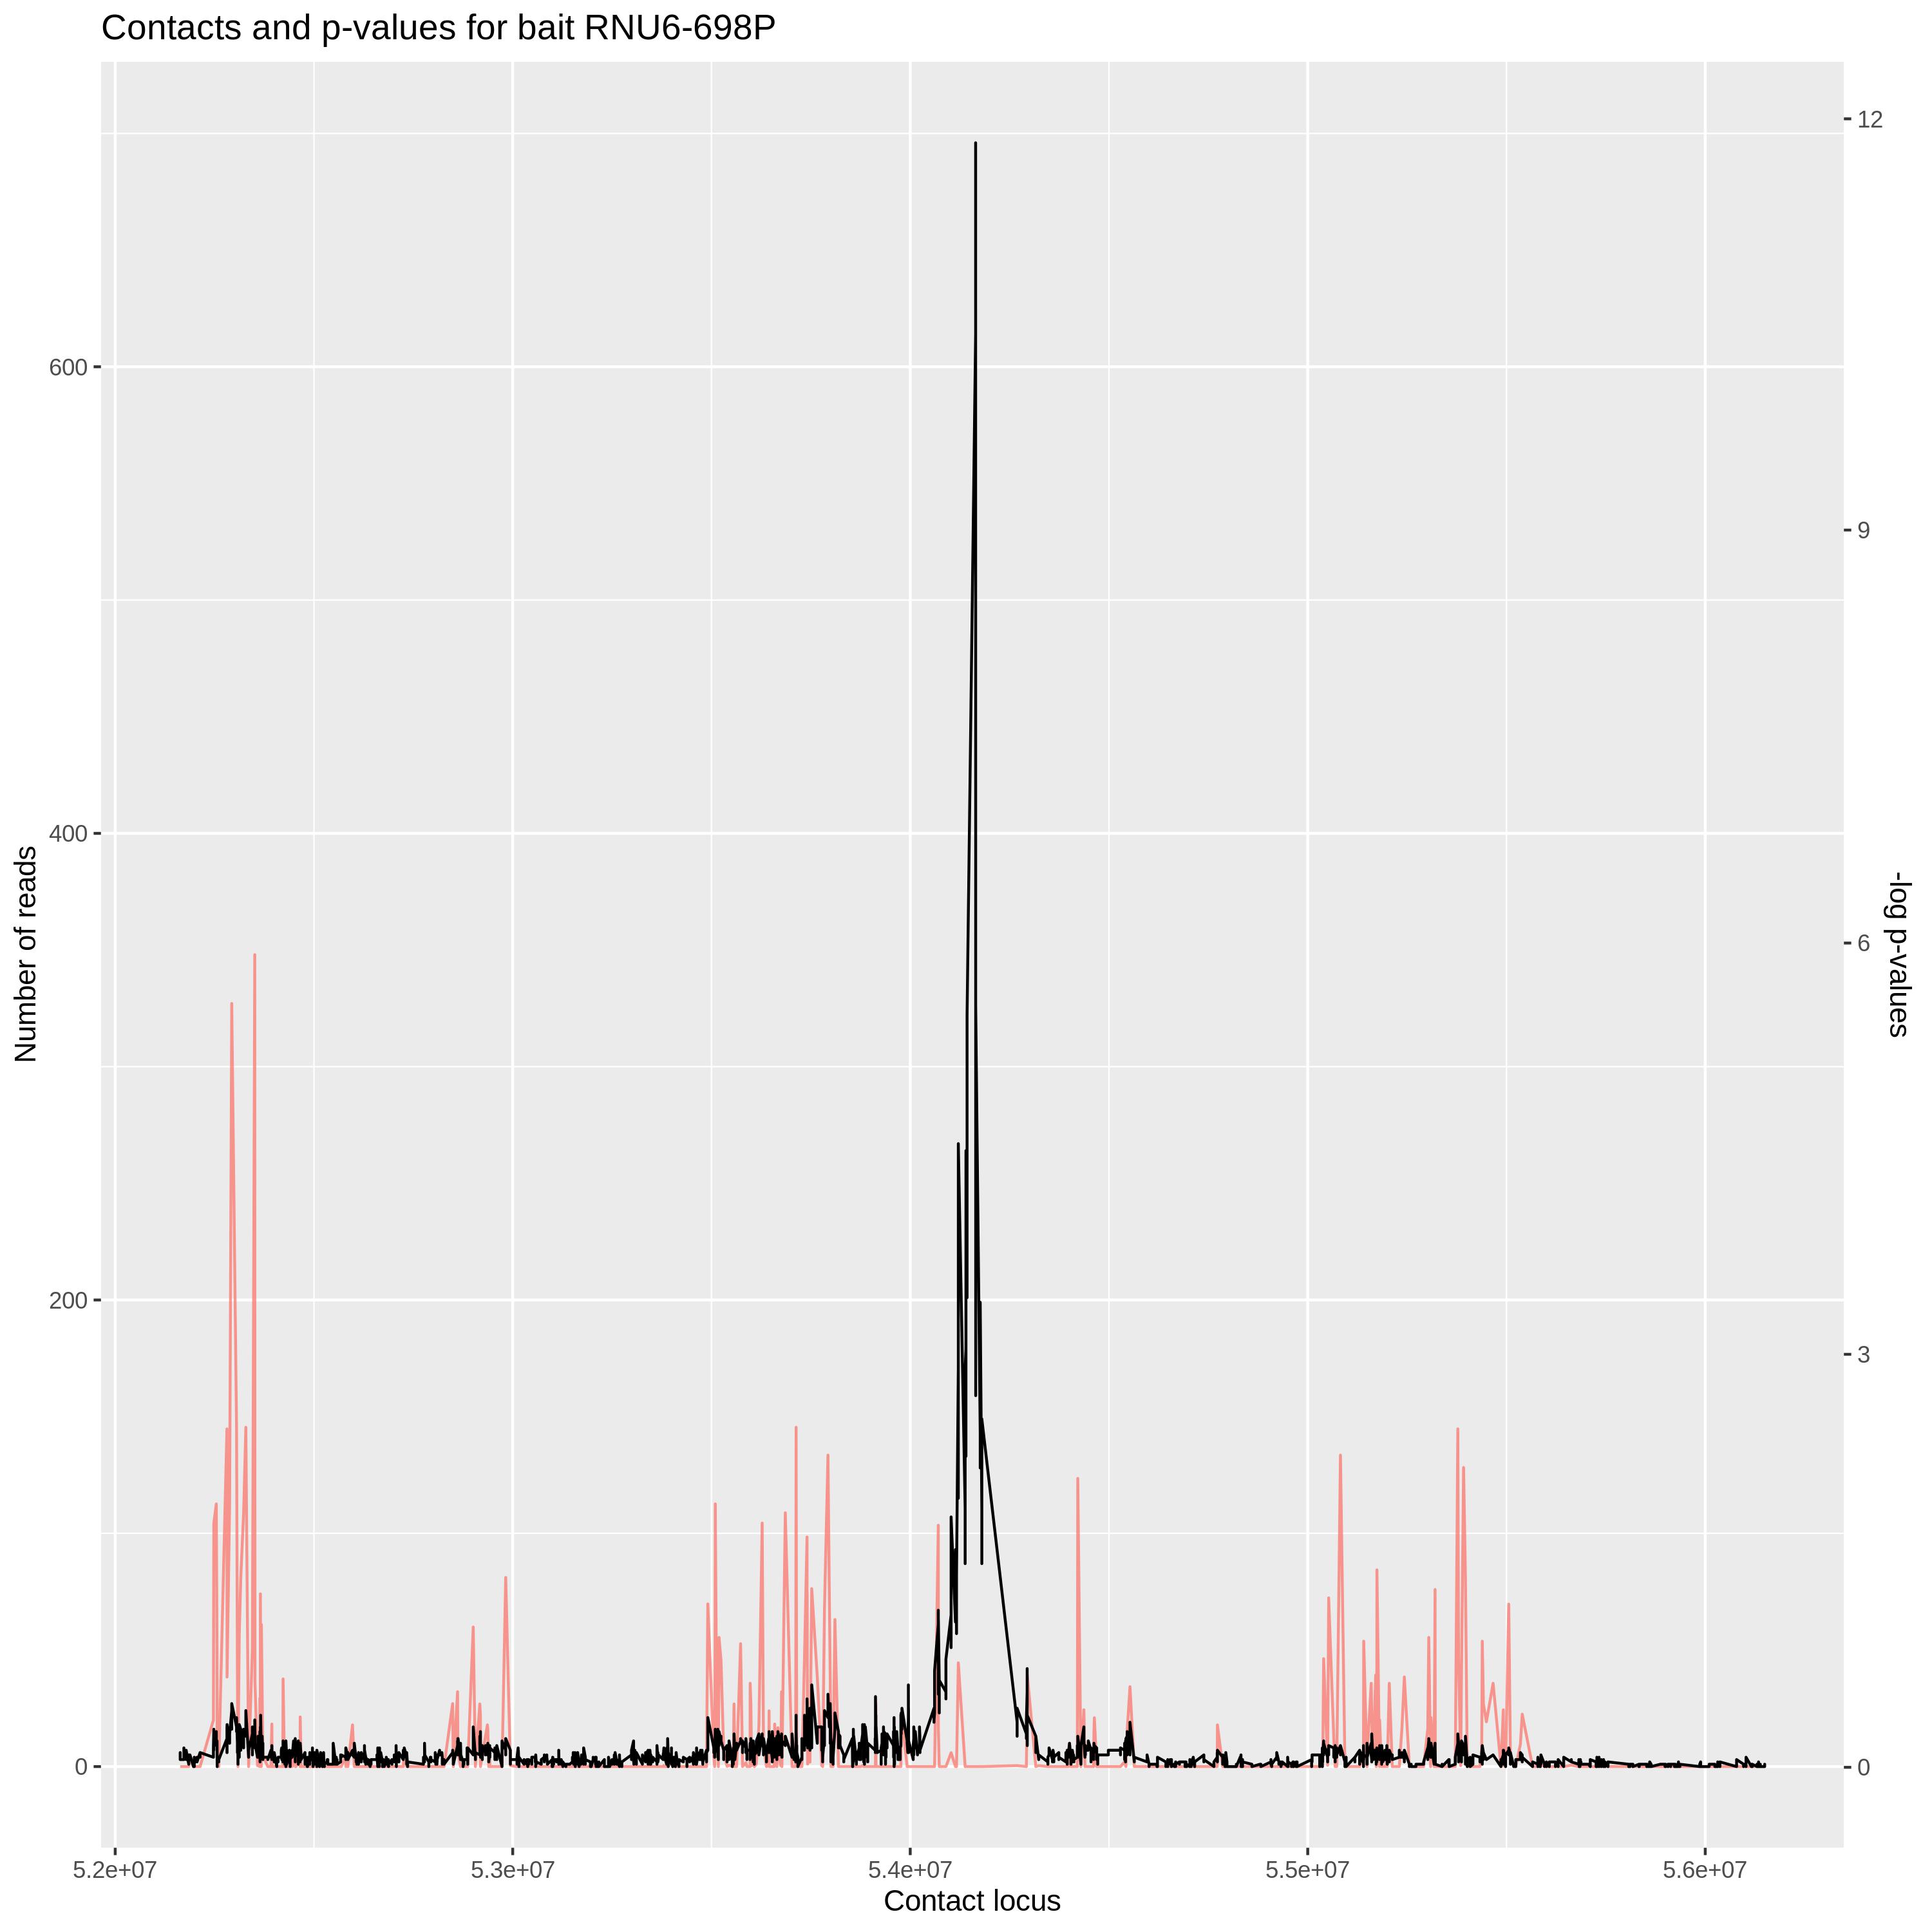 Contacts and p-values for bait RNU6-698P
12
600
9
400
Number of reads
6
-log p-values
200
3
0
0
5.2e+07
5.3e+07
5.4e+07
5.5e+07
5.6e+07
Contact locus